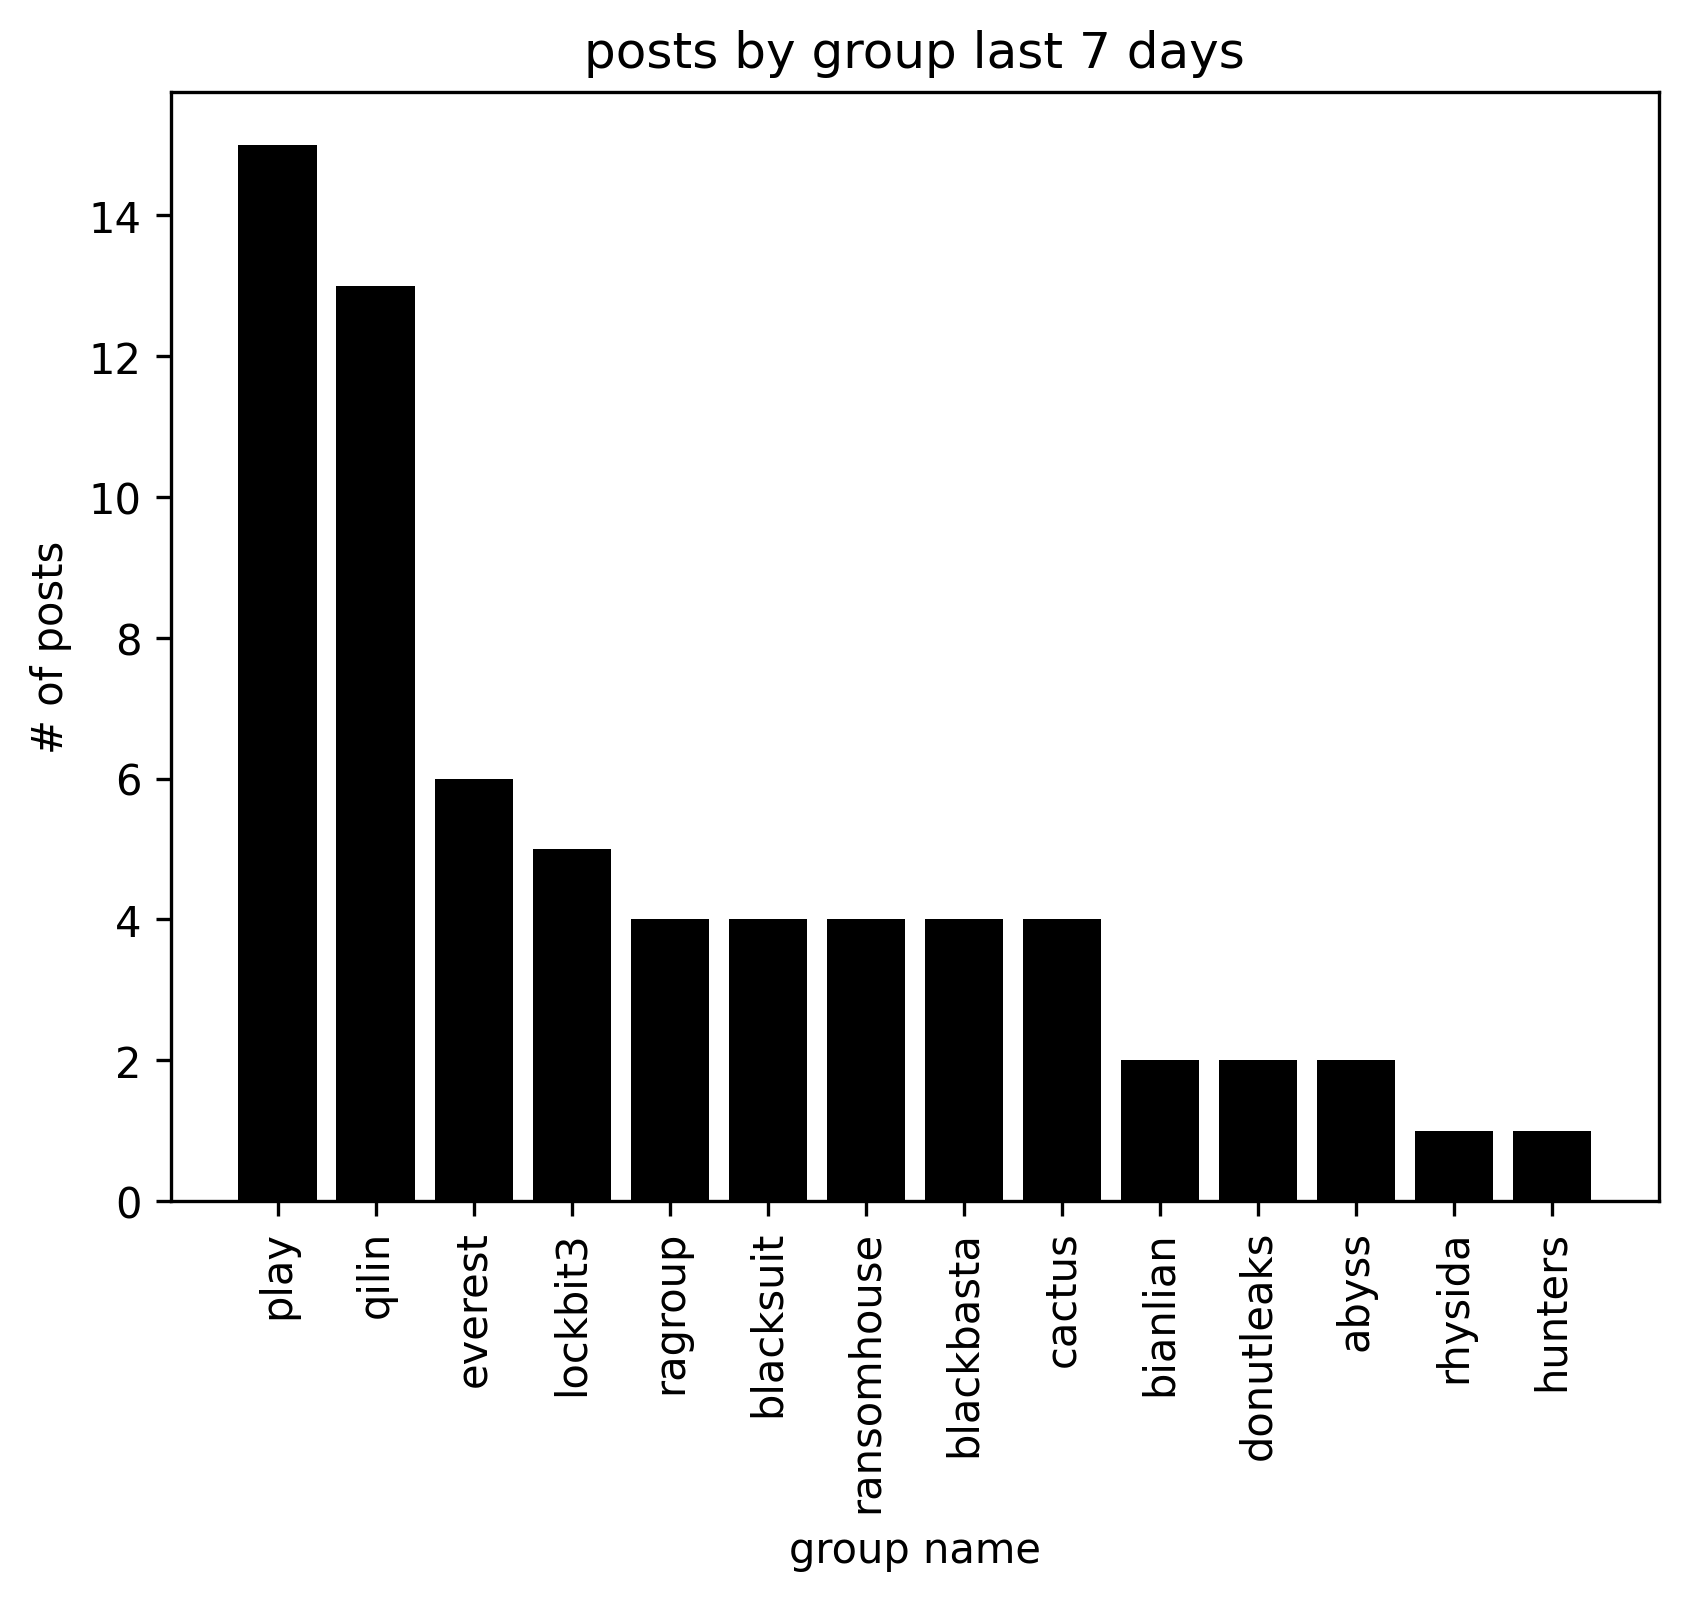 posts by group last 7 days
# of posts
14
12
10
8
6
4
2
0
play
qilin
everest
lockbit3
ragroup
blacksuit
ransomhouse
blackbasta
cactus
bianlian
donutleaks
abyss
rhysida
hunters
group name